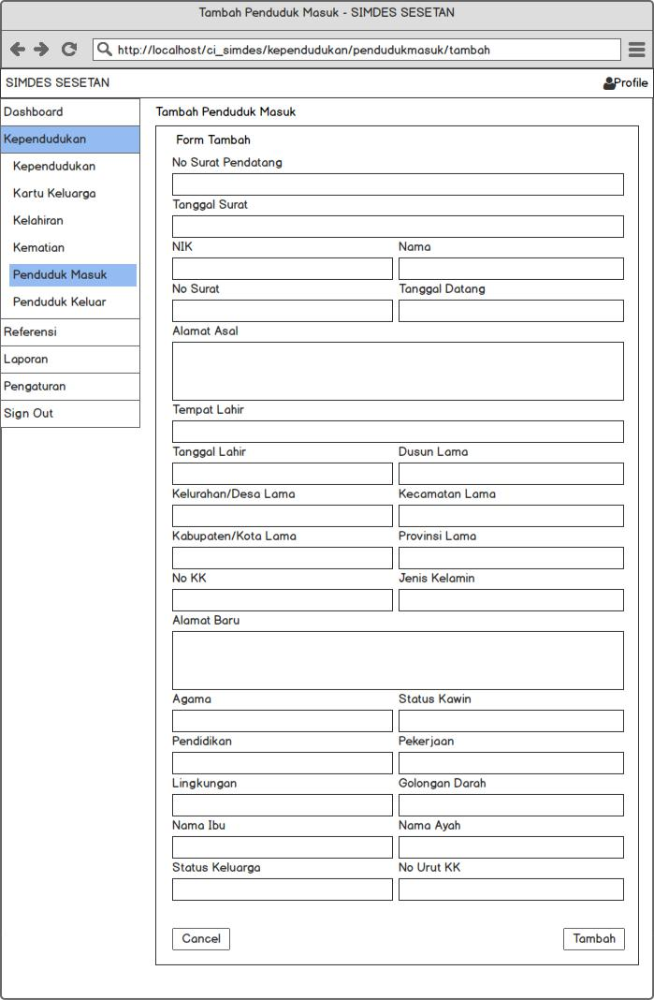 Tambah Penduduk Masuk - SIMDES SESETAN
http://localhost/ci_simdes/kependudukan/pendudukmasuk/tambah
SIMDES SESETAN
Profile
Dashboard
Kependudukan
Kependudukan
Kartu Keluarga
Kelahiran
Kematian
Penduduk Masuk
Penduduk Keluar
Referensi
Laporan
Pengaturan
Sign Out
Tambah Penduduk Masuk
Form Tambah
No Surat Pendatang
Tanggal Surat
NIK
Nama
No Surat
Tanggal Datang
Alamat Asal
Tempat Lahir
Tanggal Lahir
Dusun Lama
Kelurahan/Desa Lama
Kecamatan Lama
Kabupaten/Kota Lama
Provinsi Lama
No KK
Jenis Kelamin
Alamat Baru
Agama
Status Kawin
Pendidikan
Pekerjaan
Lingkungan
Golongan Darah
Nama Ibu
Nama Ayah
Status Keluarga
No Urut KK
Cancel
Tambah